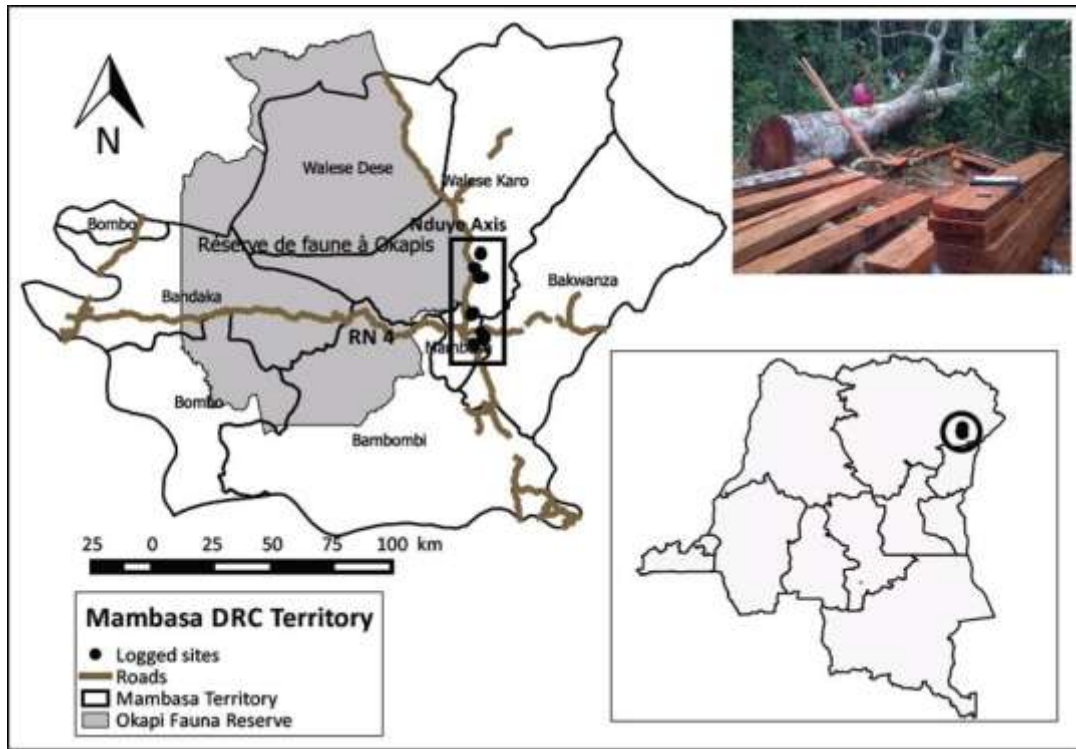 N
Walese Dese
Walese Karo
Bombo
Nduye Axis
Réserve de faune à Okapis
Bakwanza
Bandaka
RN 4
Bombo
Bambombi
25 0 25 50 75 100 km
Mambasa DRC Territory
Logged sites
Roads
Mambasa Territory
Okapi Fauna Reserve